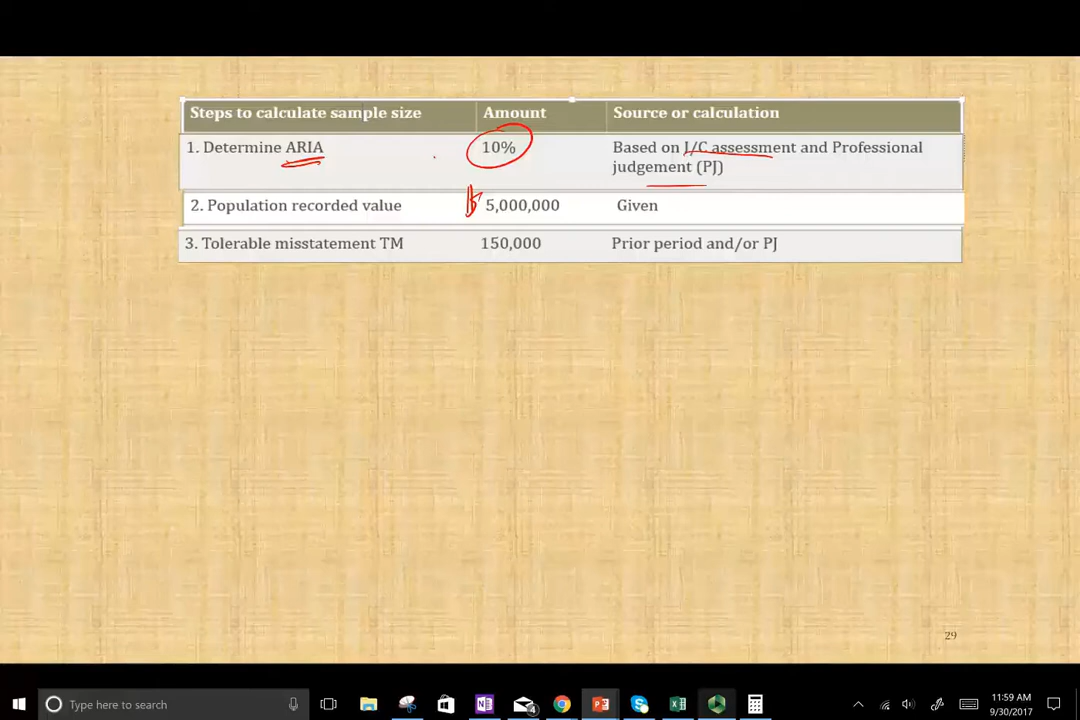 Steps to calculate sample size Amount Source or calculation
1. Determine ARIA 10% Based on I/C assessment and Professional
judgement (PJ)
2. Population recorded value $ 5,000,000 Given
3. Tolerable misstatement TM 150,000 Prior period and/or PJ
29
Type here to search
4
11:59 AM
9/30/2017